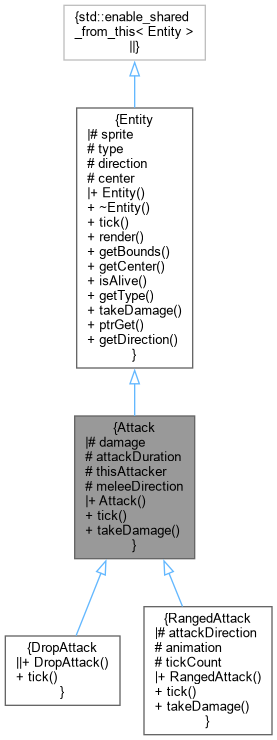 {std::enable_shared
_from_this< Entity >
||}
{Entity
|# sprite
# type
# direction
# center
|+ Entity()
+ ~Entity()
+ tick()
+ render()
+ getBounds()
+ getCenter()
+ isAlive()
+ getType()
+ takeDamage()
+ ptrGet()
+ getDirection()
}
{Attack
|# damage
# attackDuration
# thisAttacker
# meleeDirection
|+ Attack()
+ tick()
+ takeDamage()
}
{DropAttack
||+ DropAttack()
+ tick()
}
{RangedAttack
|# attackDirection
# animation
# tickCount
|+ RangedAttack()
+ tick()
+ takeDamage()
}